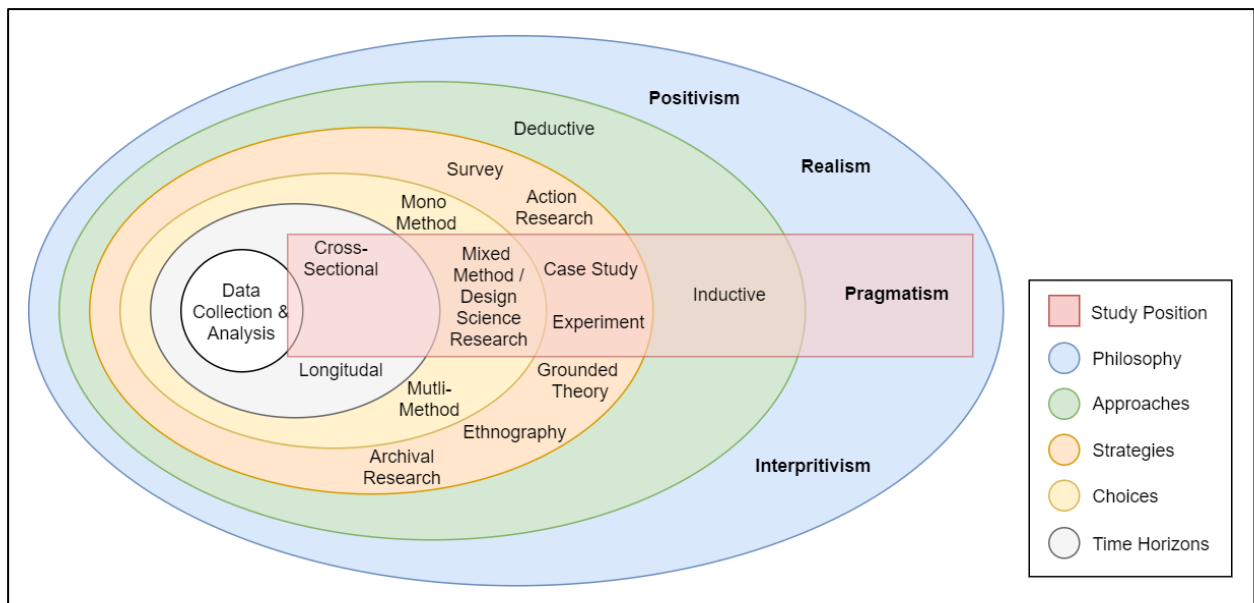 Positivism
Deductive
Realism
Survey
Action
Research
Mono
Method
Cross-
Sectional
Mixed
Method /
Design
Science
Research
Case Study
Experiment
Inductive
Pragmatism
Data
Collection &
Analysis
Longitudal
Mutli-
Method
Grounded
Theory
Ethnography
Archival
Research
Interpritivism
Study Position
Philosophy
Approaches
Strategies
Choices
Time Horizons